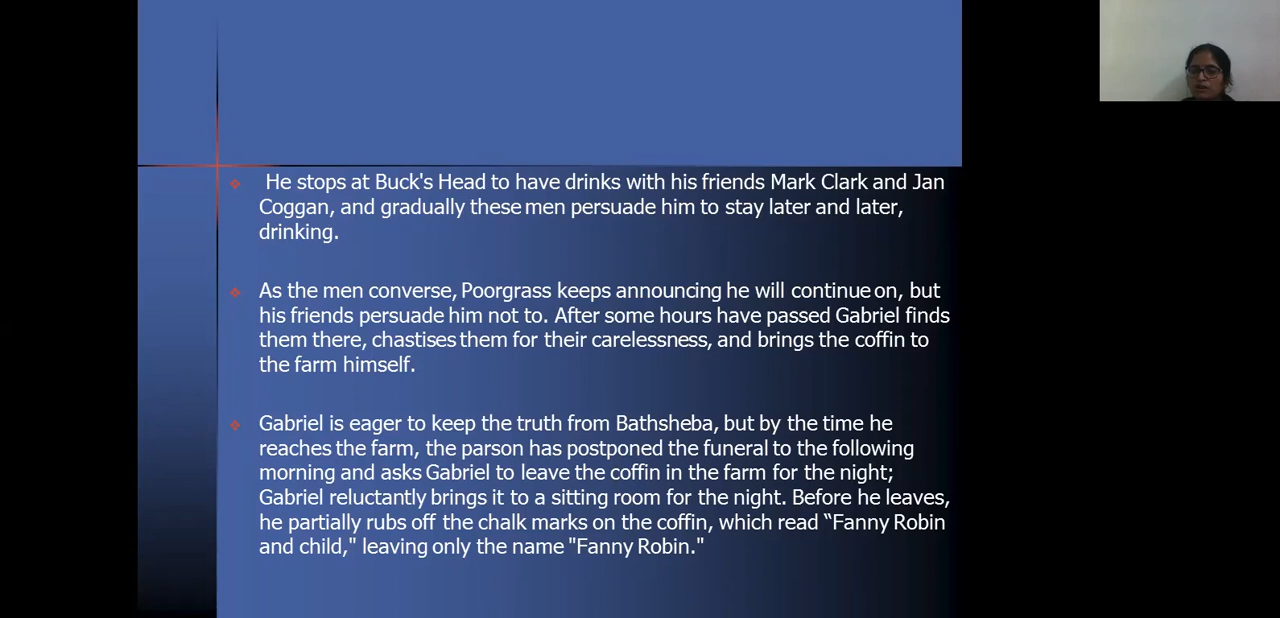 He stops at Buck's Head to have drinks with his friends Mark Clark and Jan
Coggan, and gradually these men persuade him to stay later and later,
drinking.
As the men converse, Poorgrass keeps announcing he will continue on, but
his friends persuade him not to. After some hours have passed Gabriel finds
them there, chastises them for their carelessness, and brings the coffin to
the farm himself.
Gabriel is eager to keep the truth from Bathsheba, but by the time he
reaches the farm, the parson has postponed the funeral to the following
morning and asks Gabriel to leave the coffin in the farm for the night;
Gabriel reluctantly brings it to a sitting room for the night. Before he leaves,
he partially rubs off the chalk marks on the coffin, which read “Fanny Robin
and child," leaving only the name "Fanny Robin."